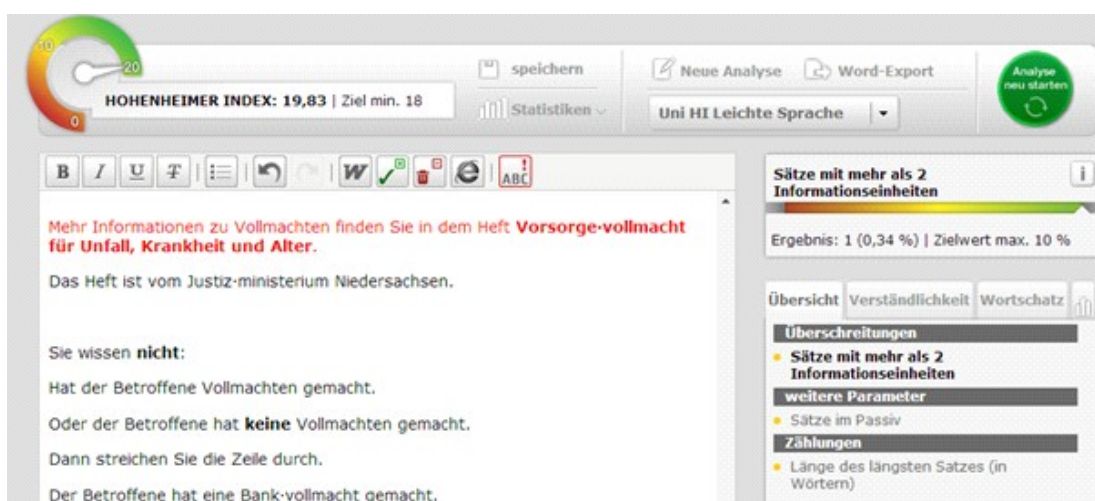 10
20
0
HOHENHEIMER INDEX: 19,83 | Ziel min. 18
speichern
Statistiken
Neue Analyse
Word-Export
Uni HI Leichte Sprache
Analyse
neu starten
B I U T W ABC!
Mehr Informationen zu Vollmachten finden Sie in dem Heft Vorsorge·vollmacht
für Unfall, Krankheit und Alter.
Das Heft ist vom Justiz·ministerium Niedersachsen.
Sie wissen nicht:
Hat der Betroffene Vollmachten gemacht.
Oder der Betroffene hat keine Vollmachten gemacht.
Dann streichen Sie die Zeile durch.
Der Betroffene hat eine Bank·vollmacht gemacht.
Sätze mit mehr als 2
Informationseinheiten
i
Ergebnis: 1 (0,34 %) | Zielwert max. 10 %
Übersicht Verständlichkeit Wortschatz
Überschreitungen
Sätze mit mehr als 2
Informationseinheiten
weitere Parameter
Sätze im Passiv
Zählungen
Länge des längsten Satzes (in
Wörtern)